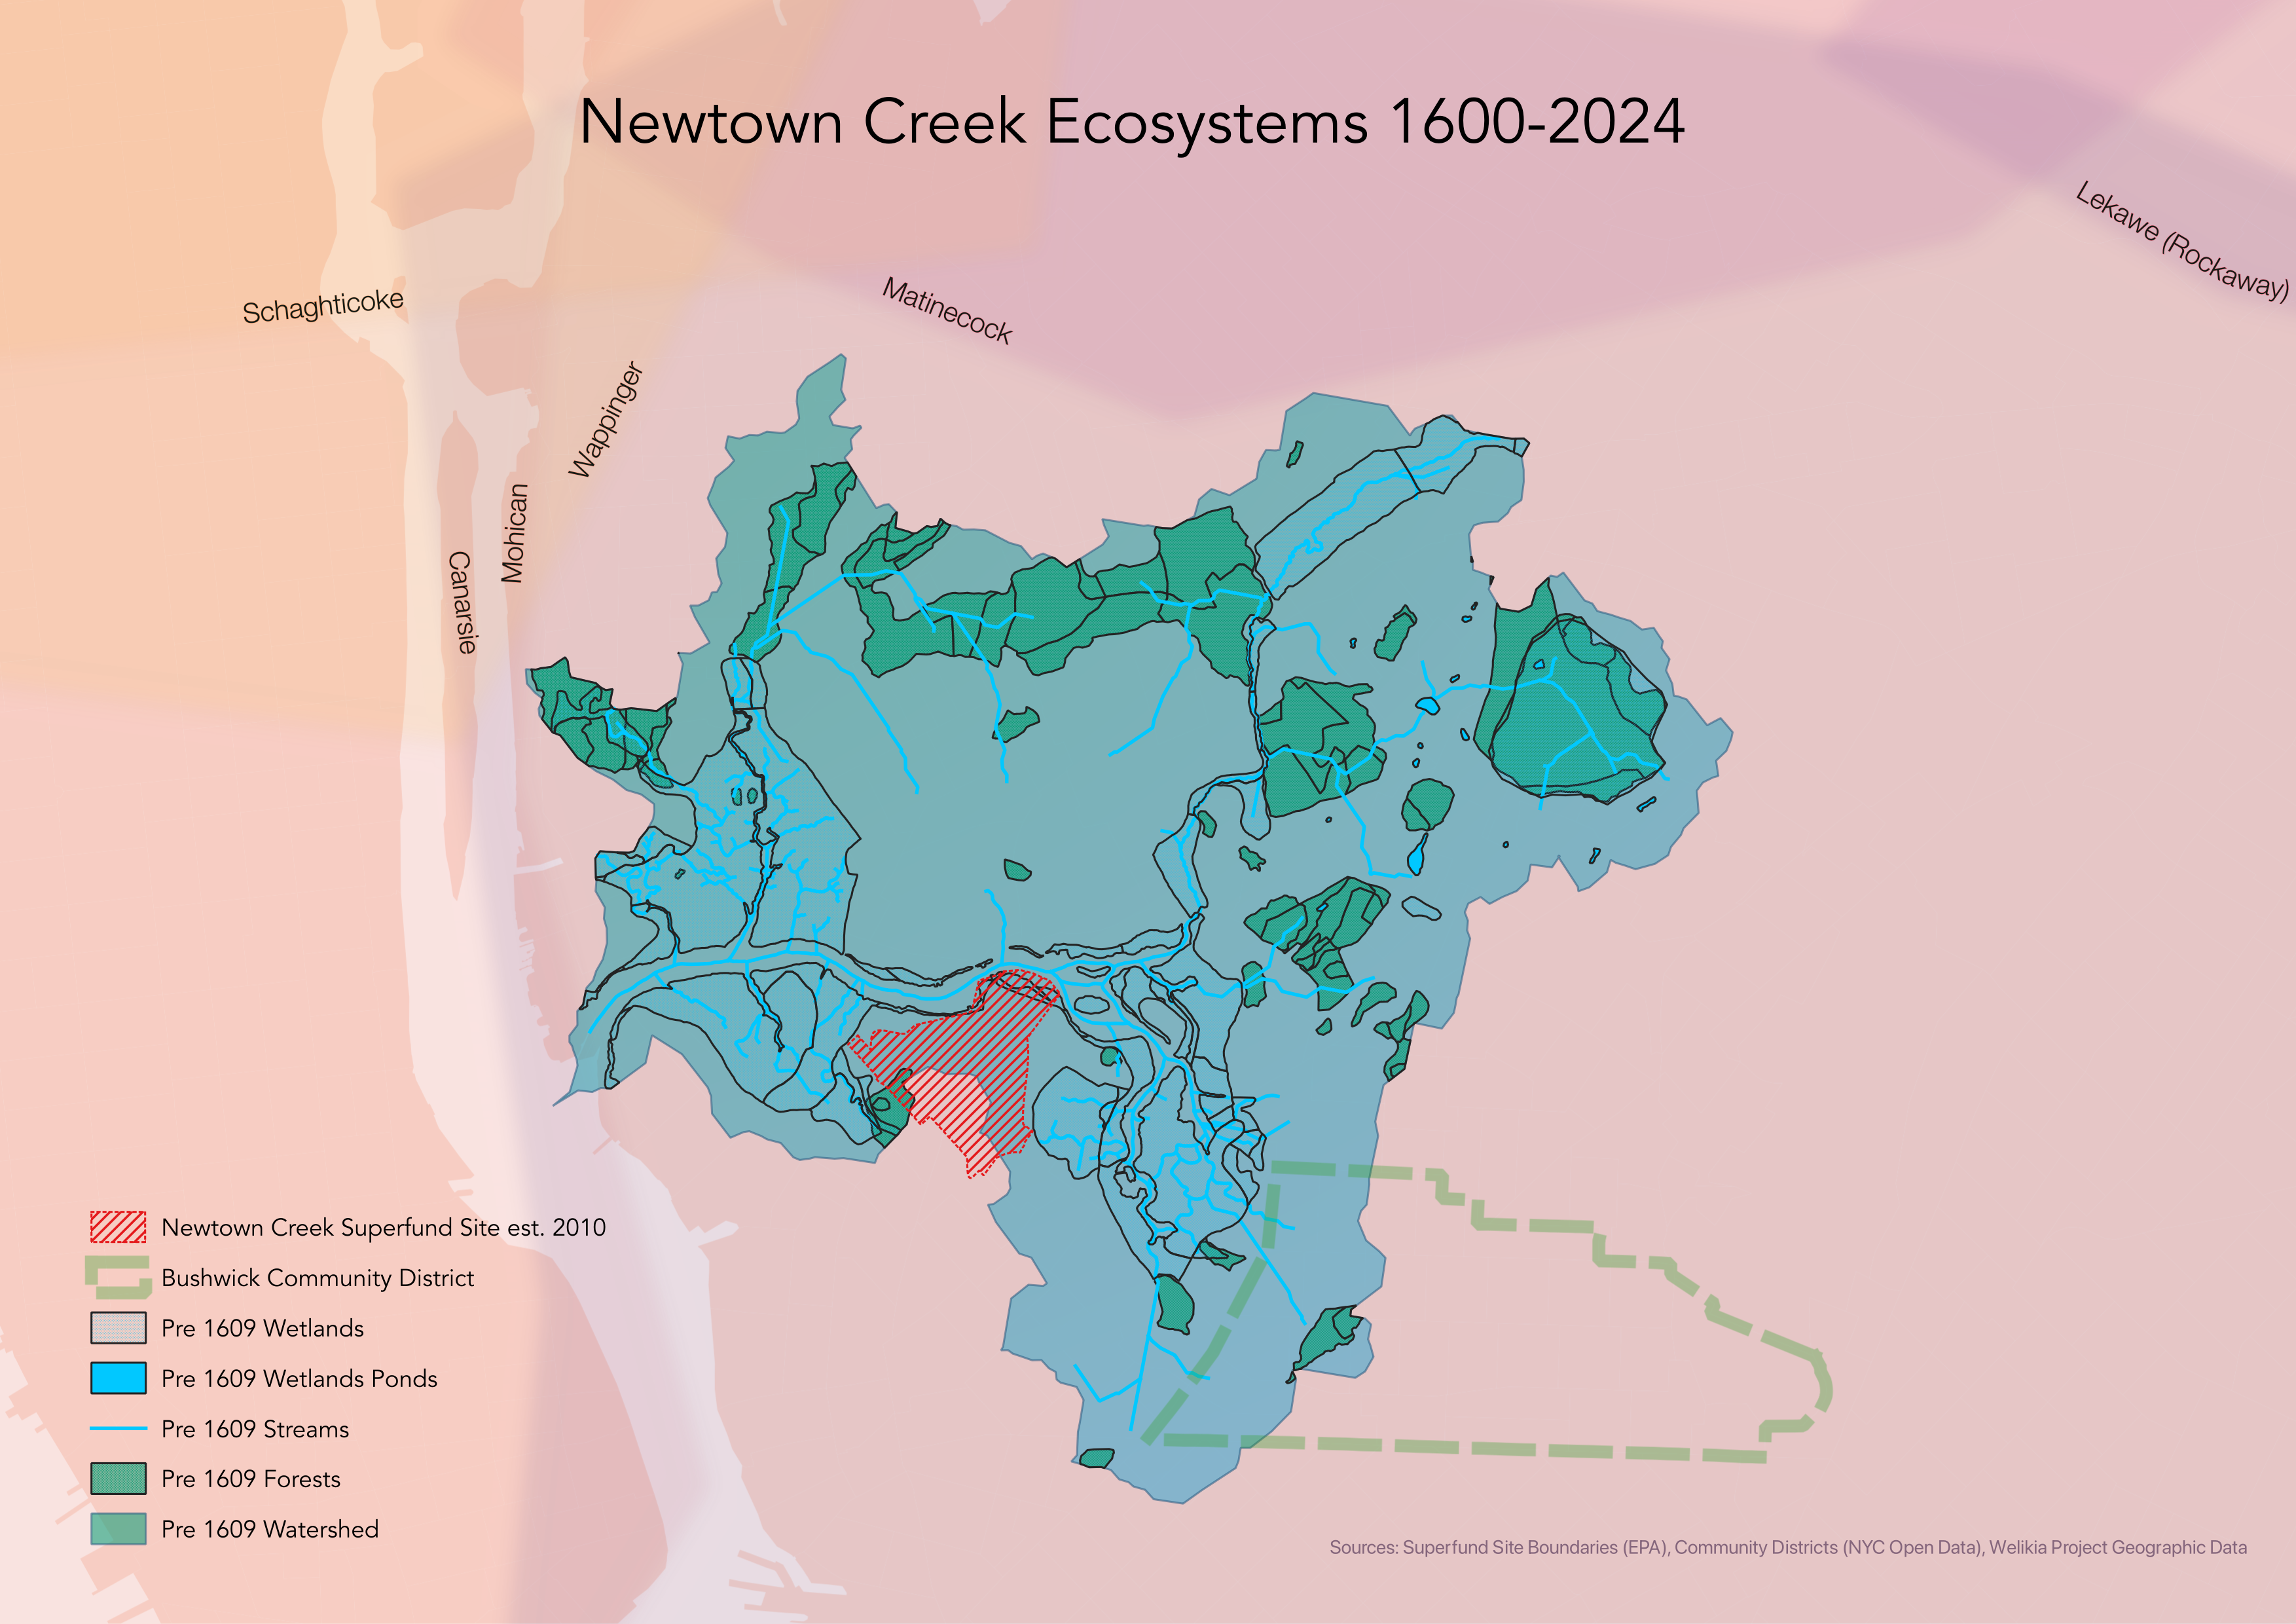 Newtown Creek Ecosystems 1600-2024
Lekawe (Rockaway)
Schaghticoke
Matinecock
Wappinger
Mohican
Canarsie
Newtown Creek Superfund Site est. 2010
Bushwick Community District
Pre 1609 Wetlands
Pre 1609 Wetlands Ponds
Pre 1609 Streams
Pre 1609 Forests
Pre 1609 Watershed
Sources: Superfund Site Boundaries (EPA), Community Districts (NYC Open Data), Welikia Project Geographic Data